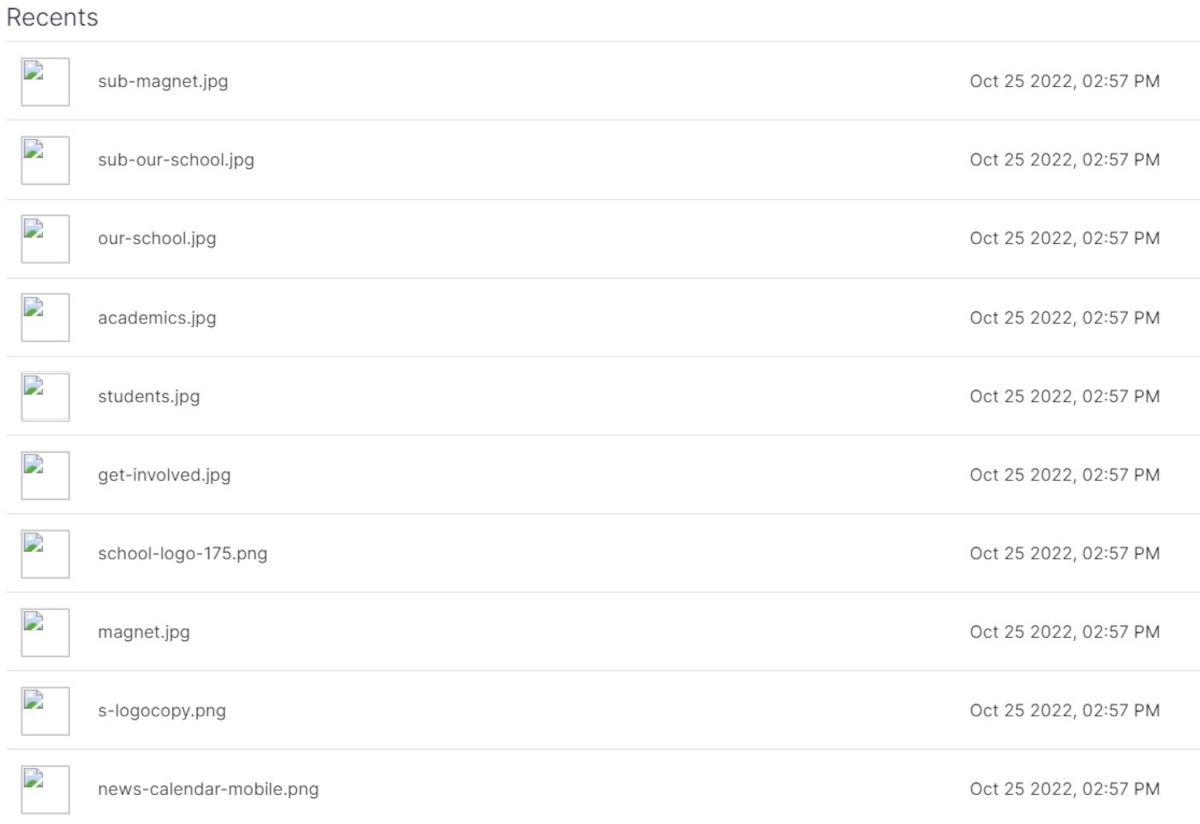 Recents
sub-magnet.jpg Oct 25 2022, 02:57 PM
sub-our-school.jpg Oct 25 2022, 02:57 PM
our-school.jpg Oct 25 2022, 02:57 PM
academics.jpg Oct 25 2022, 02:57 PM
students.jpg Oct 25 2022, 02:57 PM
get-involved.jpg Oct 25 2022, 02:57 PM
school-logo-175.png Oct 25 2022, 02:57 PM
magnet.jpg Oct 25 2022, 02:57 PM
s-logocopy.png Oct 25 2022, 02:57 PM
news-calendar-mobile.png Oct 25 2022, 02:57 PM